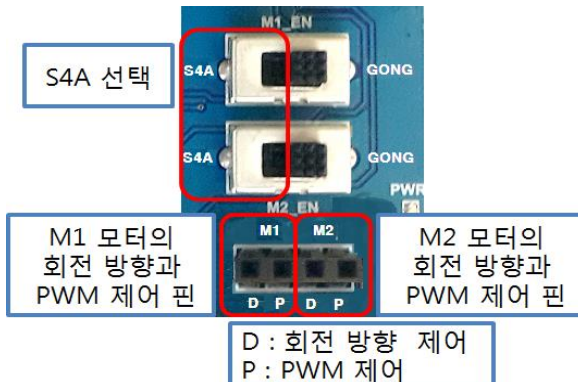 M1_EN
S4A 선택
S4A
GONG
S4A
GONG
PWR
M2_EN
M1 모터의
회전 방향과
PWM 제어 핀
M1 M2
D P D P
M2 모터의
회전 방향과
PWM 제어 핀
D : 회전 방향 제어
P : PWM 제어